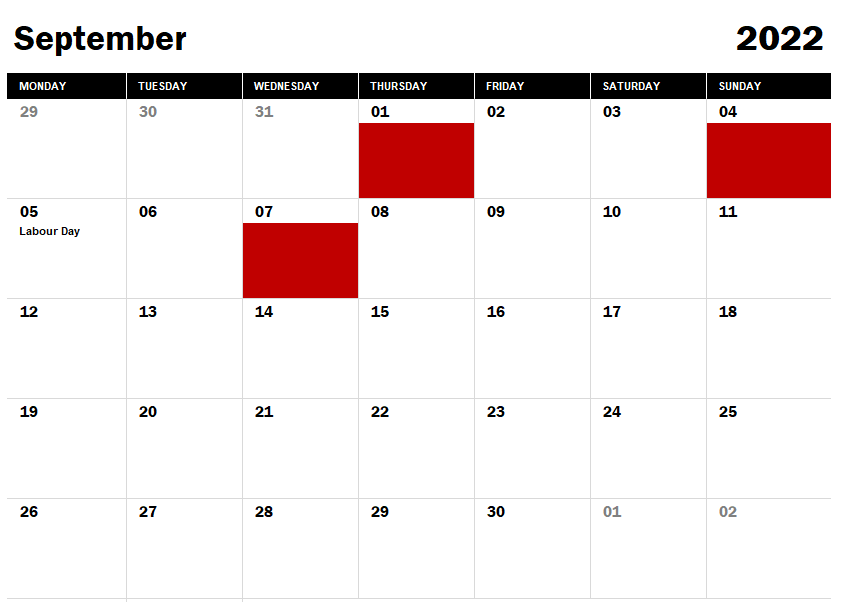 September 2022
MONDAY TUESDAY WEDNESDAY THURSDAY FRIDAY SATURDAY SUNDAY
29 30 31 01 02 03 04
05 06 07 08 09 10 11
Labour Day
12 13 14 15 16 17 18
19 20 21 22 23 24 25
26 27 28 29 30 01 02